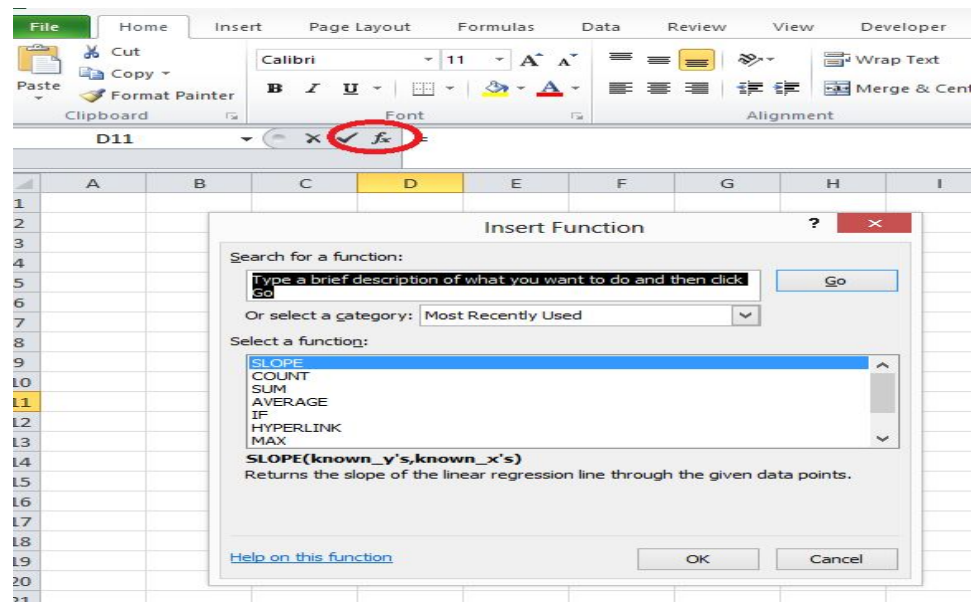 File Home Insert Page Layout Formulas Data Review View Developer
Cut
Copy
Paste
Format Painter
Calibri 11 A A
B I U A
Wrap Text
Merge & Cent
Clipboard Font Alignment
D11 fx =
A B C D E F G H I
1
2
3
4
5
6
7
8
9
10
11
12
13
14
15
16
17
18
19
20
21
Insert Function ?
Search for a function:
Type a brief description of what you want to do and then click
Go
Go
Or select a category: Most Recently Used
Select a function:
SLOPE
COUNT
SUM
AVERAGE
IF
HYPERLINK
MAX
SLOPE(known_y's,known_x's)
Returns the slope of the linear regression line through the given data points.
Help on this function
OK Cancel